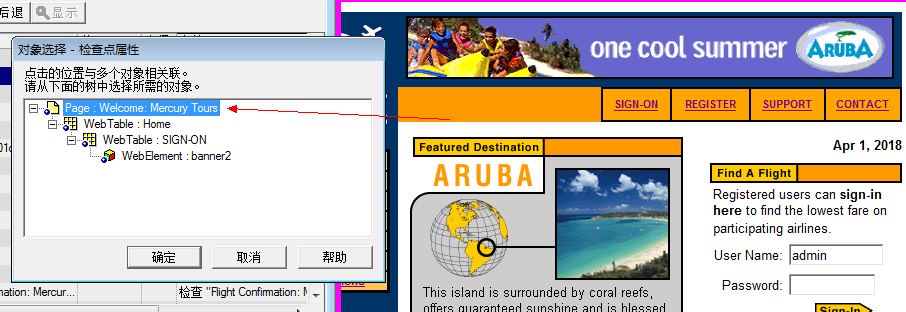 后退
显示
对象选择 - 检查点属性
点击的位置与多个对象相关联。
请从下面的树中选择所需的对象。
Page : Welcome: Mercury Tours
WebTable : Home
WebTable : SIGN-ON
WebElement : banner2
确定
取消
帮助
mation: Mercur...
检查 "Flight Confirmation: M
one cool summer
ARUBA
SIGN-ON
REGISTER
SUPPORT
CONTACT
Apr 1, 2018
Featured Destination
ARUBA
This island is surrounded by coral reefs,
offers guaranteed sunshine and is blessed
Find A Flight
Registered users can sign-in
here to find the lowest fare on
participating airlines.
User Name:
admin
Password:
Sign-In